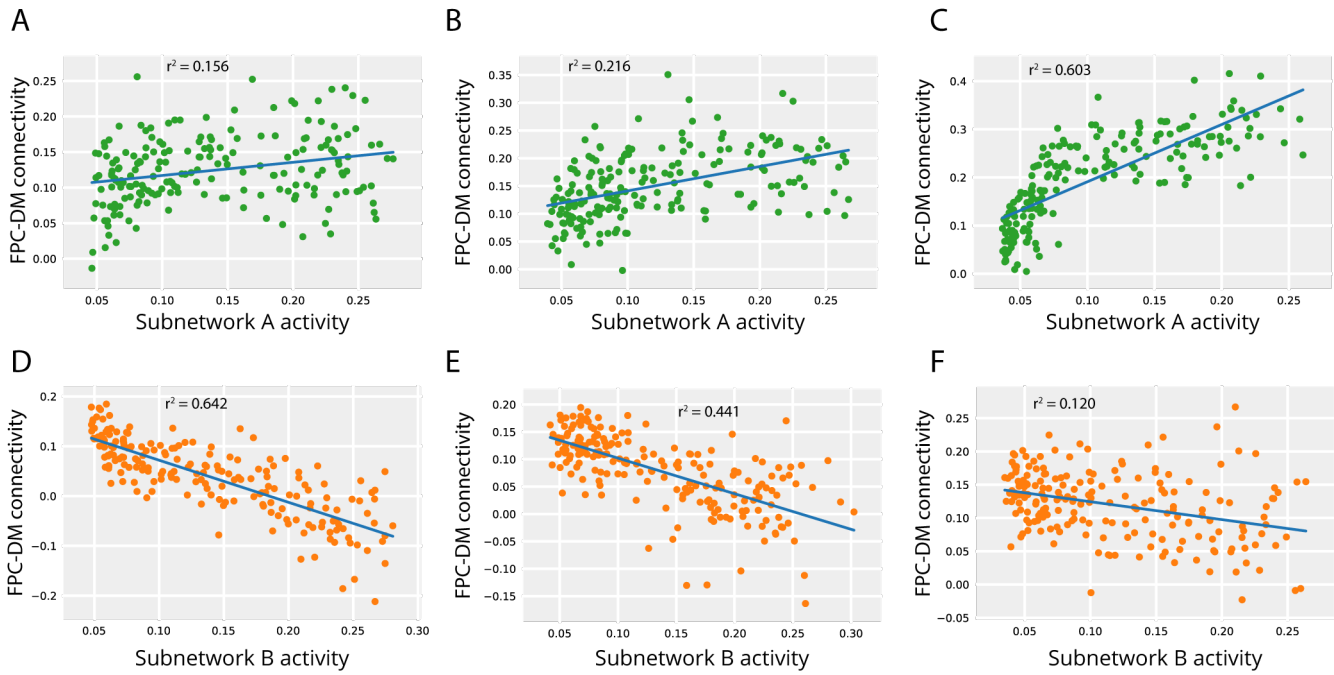 A
r² = 0.156
FPC-DM connectivity
0.25
0.20
0.15
0.10
0.05
0.00
0.05 0.10 0.15 0.20 0.25
Subnetwork A activity
B
r² = 0.216
FPC-DM connectivity
0.35
0.30
0.25
0.20
0.15
0.10
0.05
0.00
0.05 0.10 0.15 0.20 0.25
Subnetwork A activity
C
r² = 0.603
FPC-DM connectivity
0.4
0.3
0.2
0.1
0.0
0.05 0.10 0.15 0.20 0.25
Subnetwork A activity
D
r² = 0.642
FPC-DM connectivity
0.2
0.1
0.0
−0.1
−0.2
0.05 0.10 0.15 0.20 0.25 0.30
Subnetwork B activity
E
r² = 0.441
FPC-DM connectivity
0.20
0.15
0.10
0.05
0.00
−0.05
−0.10
−0.15
0.05 0.10 0.15 0.20 0.25 0.30
Subnetwork B activity
F
r² = 0.120
FPC-DM connectivity
0.25
0.20
0.15
0.10
0.05
0.00
−0.05
0.05 0.10 0.15 0.20 0.25
Subnetwork B activity